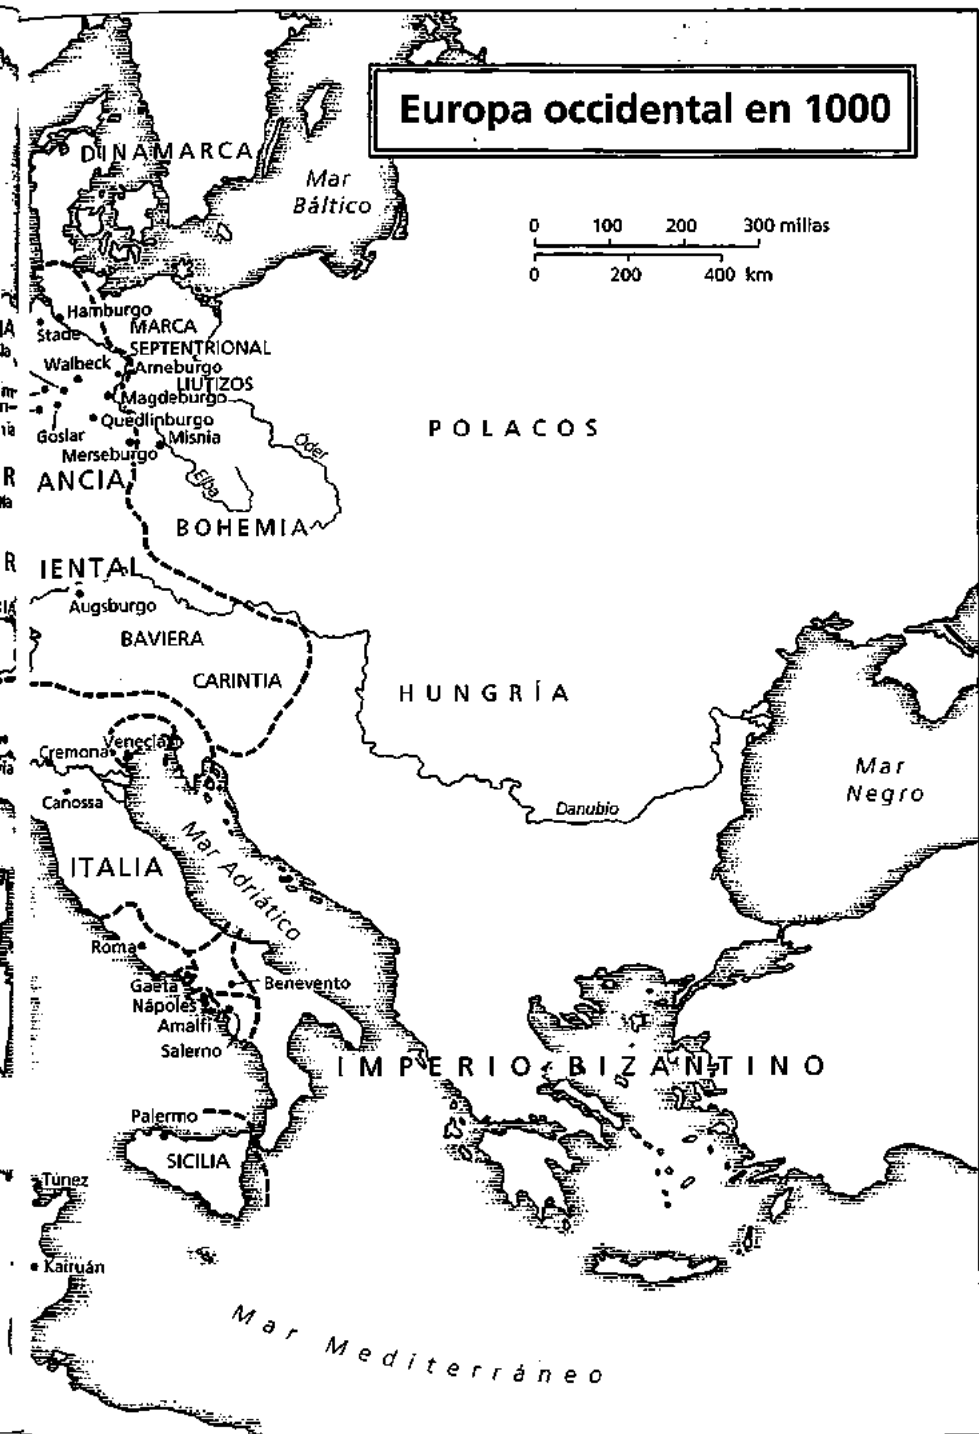 Europa occidental en 1000
DINAMARCA
Mar
Báltico
0 100 200 300 millas
0 200 400 km
Hamburgo
Stade
MARCA
SEPTENTRIONAL
Walbeck
Arneburgo
LIUTIZOS
Magdeburgo
Quedlinburgo
Goslar
Misnia
Merseburgo
POLACOS
Óder
Elba
R ANCIA
BOHEMIA
R IENTAL
Augsburgo
BAVIERA
CARINTIA
HUNGRÍA
Venecia
Cremona
Canossa
Danubio
Mar
Negro
Mar Adriático
ITALIA
Roma
Gaeta
Benevento
Nápoles
Amalfi
Salerno
IMPERIO BIZANTINO
Palermo
SICILIA
Túnez
Kairuán
Mar Mediterráneo